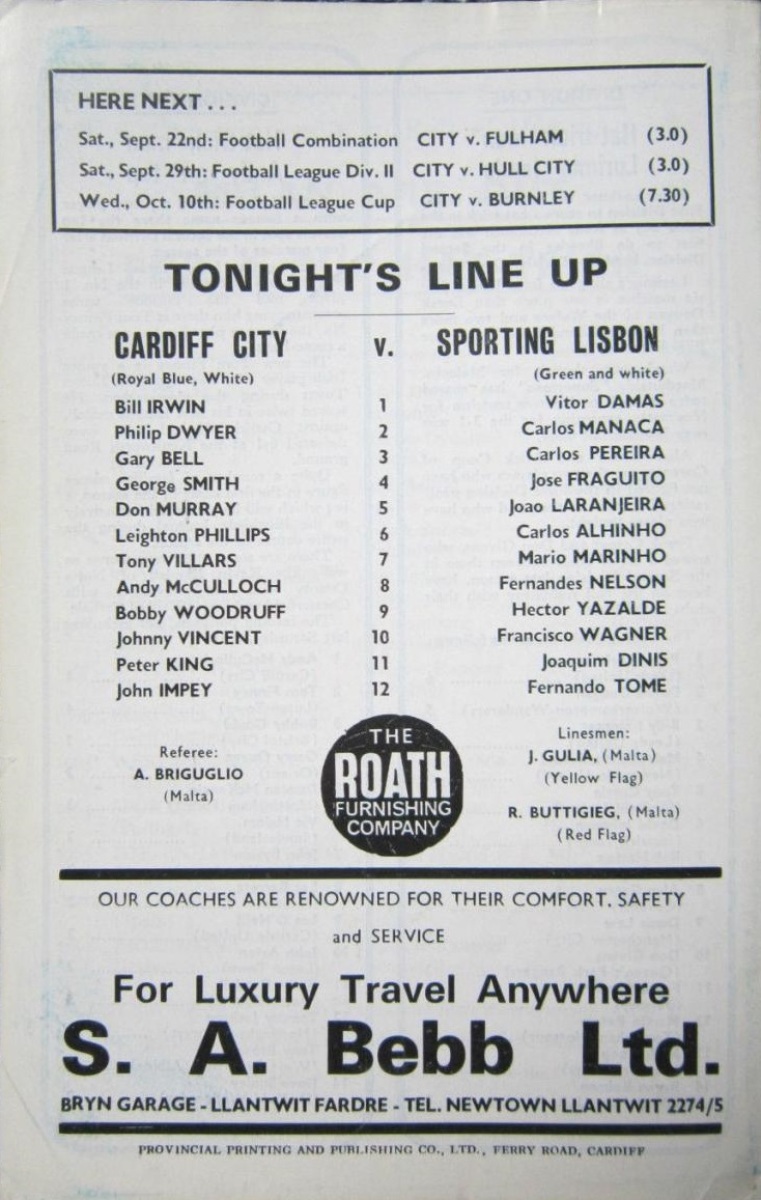 HERE NEXT . . .
Sat., Sept. 22nd: Football Combination CITY v. FULHAM (3.0)
Sat., Sept. 29th: Football League Div. II CITY v. HULL CITY (3.0)
Wed., Oct. 10th: Football League Cup CITY v. BURNLEY (7.30)
TONIGHT'S LINE UP
CARDIFF CITY v. SPORTING LISBON
(Royal Blue, White) (Green and white)
Bill IRWIN 1 Vitor DAMAS
Philip DWYER 2 Carlos MANACA
Gary BELL 3 Carlos PEREIRA
George SMITH 4 Jose FRAGUITO
Don MURRAY 5 Joao LARANJEIRA
Leighton PHILLIPS 6 Carlos ALHINHO
Tony VILLARS 7 Mario MARINHO
Andy McCULLOCH 8 Fernandes NELSON
Bobby WOODRUFF 9 Hector YAZALDE
Johnny VINCENT 10 Francisco WAGNER
Peter KING 11 Joaquim DINIS
John IMPEY 12 Fernando TOME
Referee:
A. BRIGUGLIO
(Malta)
THE
ROATH
FURNISHING
COMPANY
Linesmen:
J. GULIA, (Malta)
(Yellow Flag)
R. BUTTIGIEG, (Malta)
(Red Flag)
OUR COACHES ARE RENOWNED FOR THEIR COMFORT. SAFETY
and SERVICE
For Luxury Travel Anywhere
S. A. Bebb Ltd.
BRYN GARAGE - LLANTWIT FARDRE - TEL. NEWTOWN LLANTWIT 2274/5
PROVINCIAL PRINTING AND PUBLISHING CO., LTD., FERRY ROAD, CARDIFF